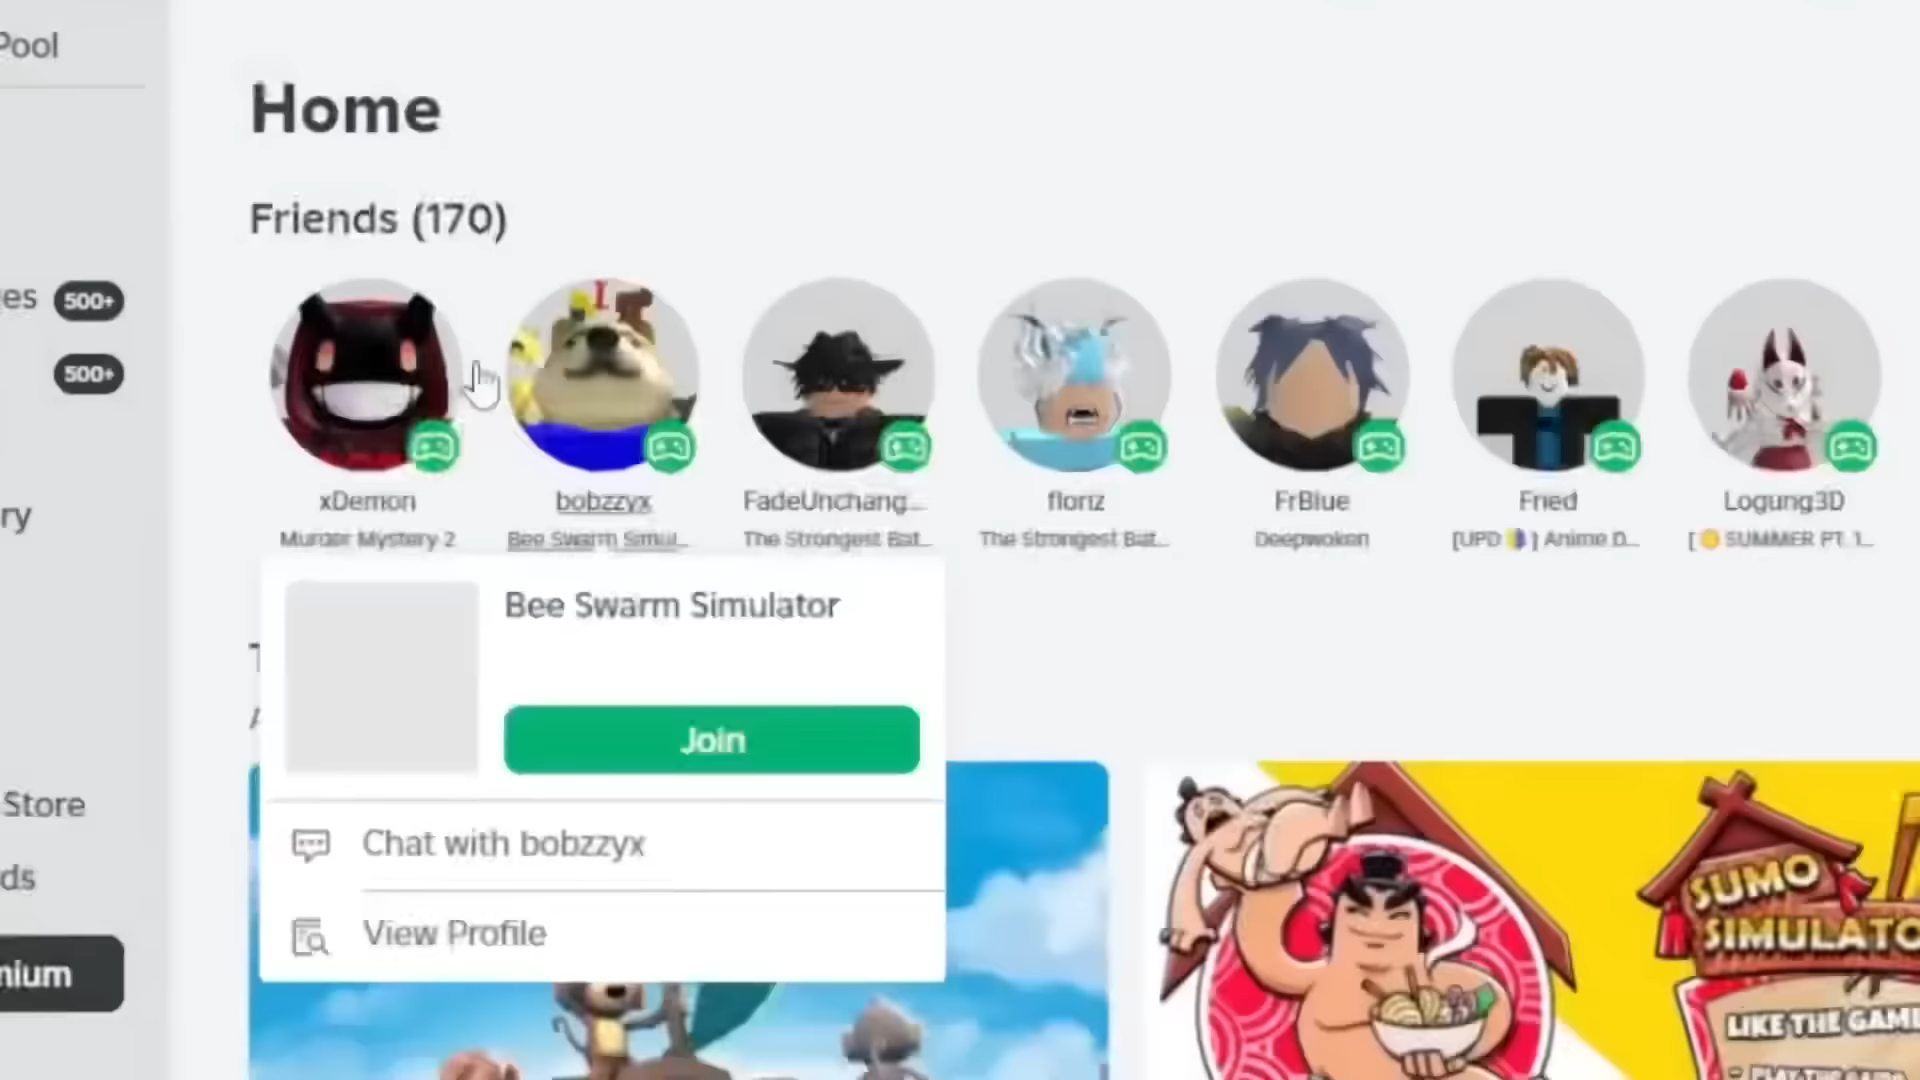 Pool
Home
Friends (170)
es 500+
500+
xDemon
bobzzyx
FadeUnchang...
floriz
FrBlue
Fried
Logung3D
Murder Mystery 2
Bee Swarm Simul...
The Strongest Bat...
The Strongest Bat...
Deepwoken
[UPD ] Anime D...
[ SUMMER PT. 1...
Bee Swarm Simulator
Join
ry
Store
Chat with bobzzyx
ds
View Profile
mium
SUMO
SIMULATO
LIKE THE GAME